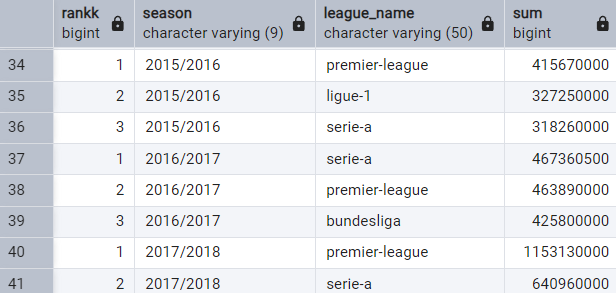 rankk season league_name sum
bigint character varying (9) character varying (50) bigint
34 1 2015/2016 premier-league 415670000
35 2 2015/2016 ligue-1 327250000
36 3 2015/2016 serie-a 318260000
37 1 2016/2017 serie-a 467360500
38 2 2016/2017 premier-league 463890000
39 3 2016/2017 bundesliga 425800000
40 1 2017/2018 premier-league 1153130000
41 2 2017/2018 serie-a 640960000